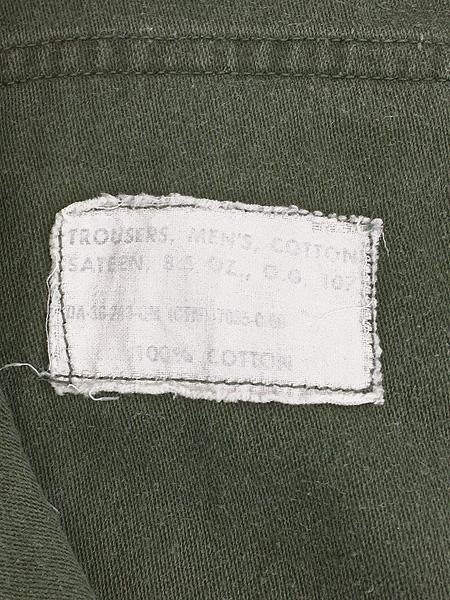 TROUSERS, MEN'S, COTTON
SATEEN, 8.5 OZ., O.G. 107
100% COTTON